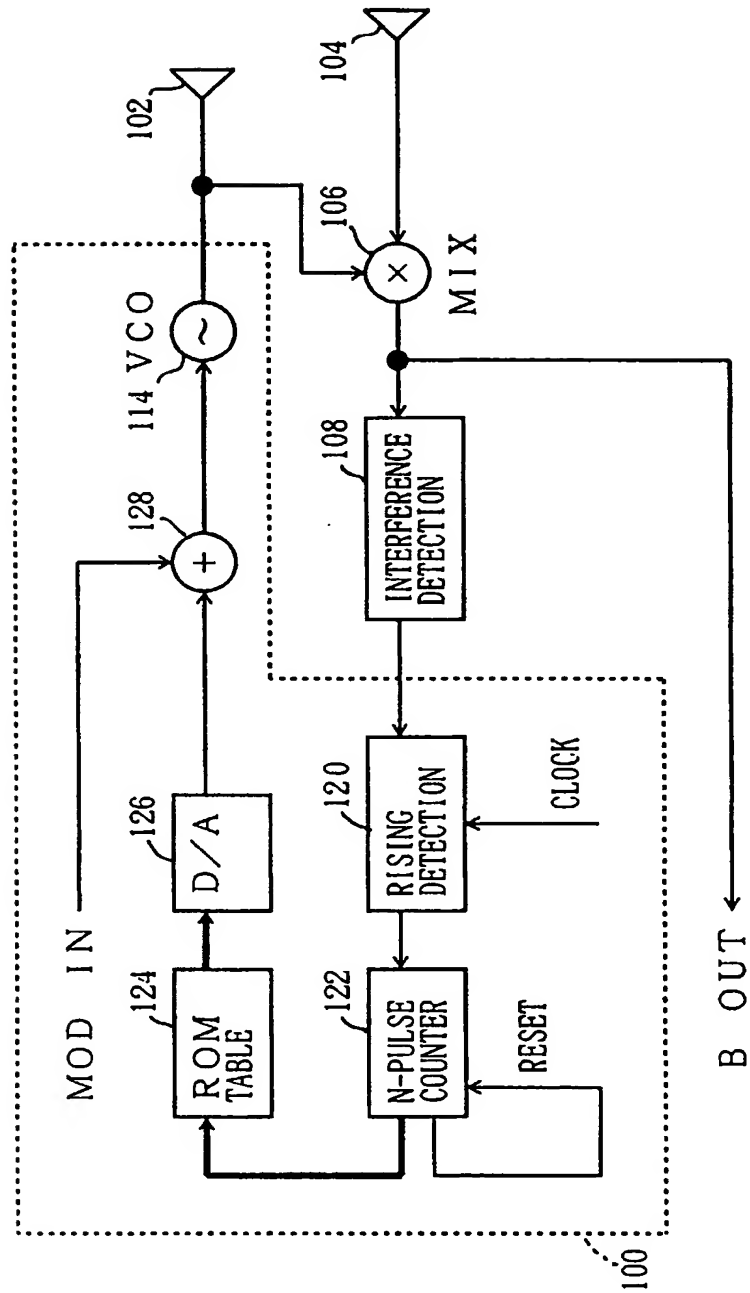 102
104
114 VCO
106
MIX
128
108
INTERFERENCE
DETECTION
MOD IN
126
D/A
120
RISING
DETECTION
CLOCK
124
ROM
TABLE
122
N-PULSE
COUNTER
RESET
B OUT
100